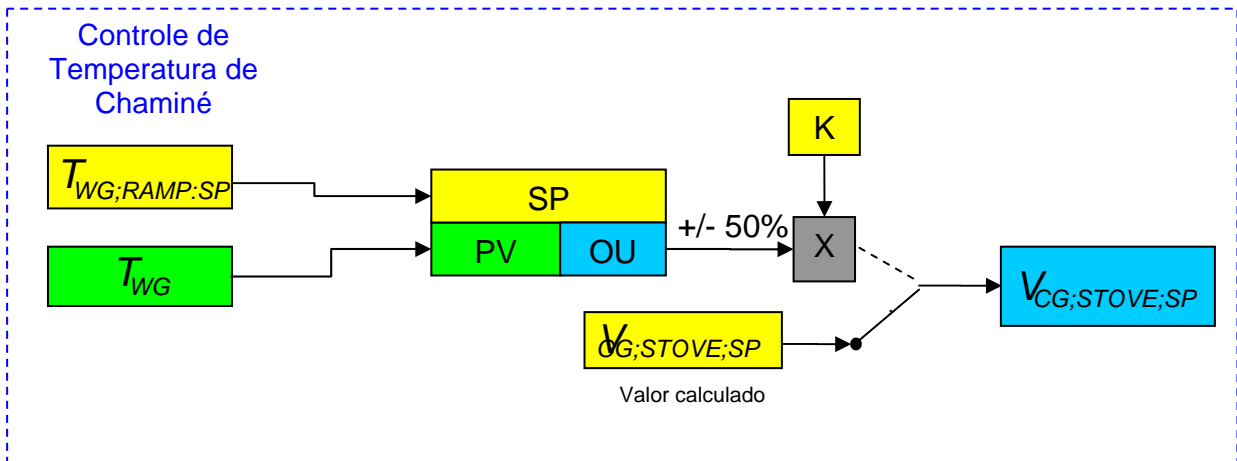 Controle de
Temperatura de
Chaminé
K
T WG;RAMP:SP
SP
+/- 50%
T WG
PV
OU
X
V CG;STOVE;SP
V CG;STOVE;SP
Valor calculado